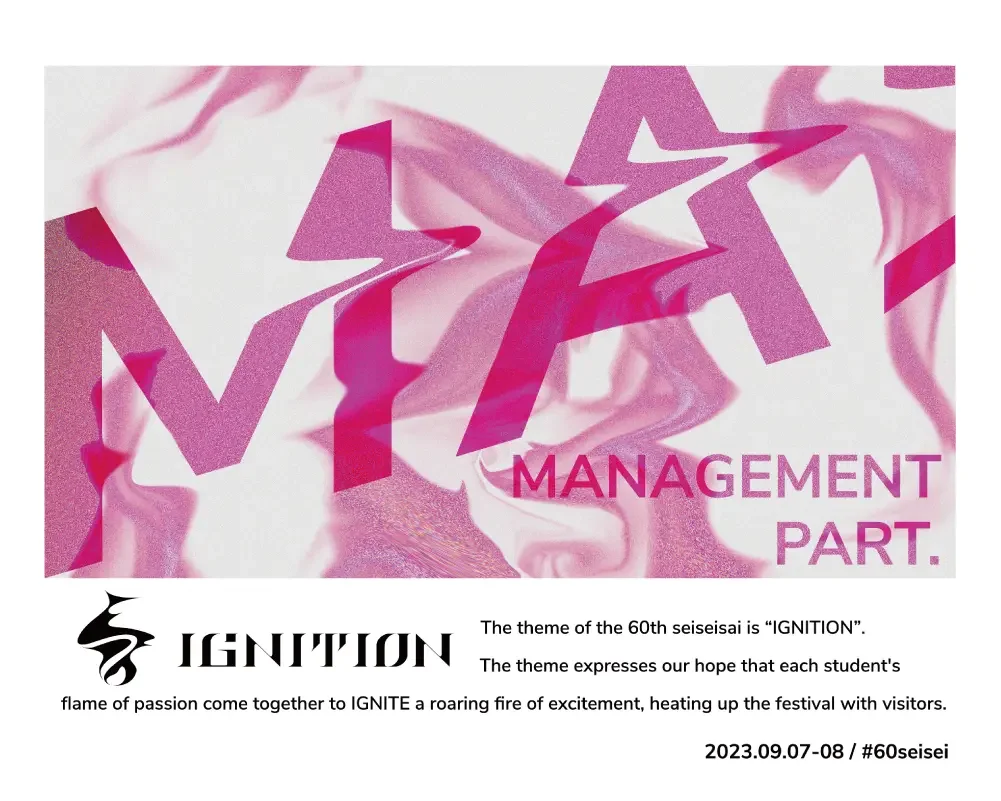 MA
MANAGEMENT
PART.
IGNITION
The theme of the 60th seiseisai is “IGNITION”.
The theme expresses our hope that each student's
flame of passion come together to IGNITE a roaring fire of excitement, heating up the festival with visitors.
2023.09.07-08 / #60seisei